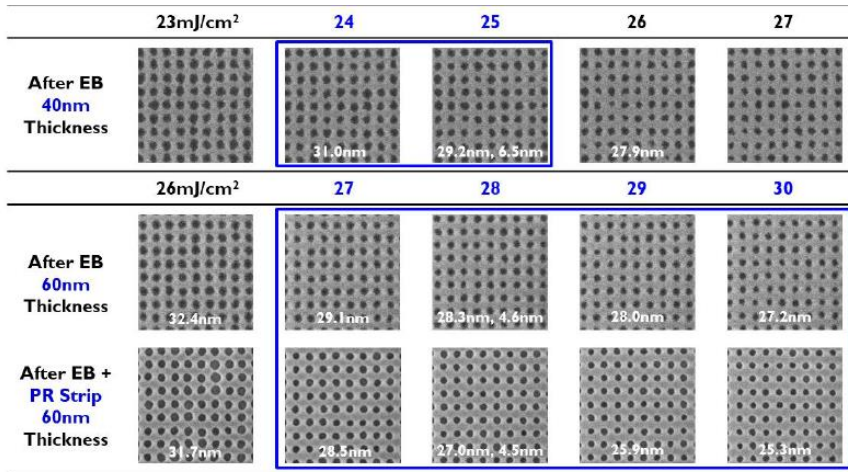 23mJ/cm² 24 25 26 27
After EB
40nm
Thickness
31.0nm 29.2nm, 6.5nm 27.9nm
26mJ/cm² 27 28 29 30
After EB
60nm
Thickness
32.4nm 29.1nm 28.3nm, 4.6nm 28.0nm 27.2nm
After EB +
PR Strip
60nm
Thickness
31.7nm 28.5nm 27.0nm, 4.5nm 25.9nm 25.3nm